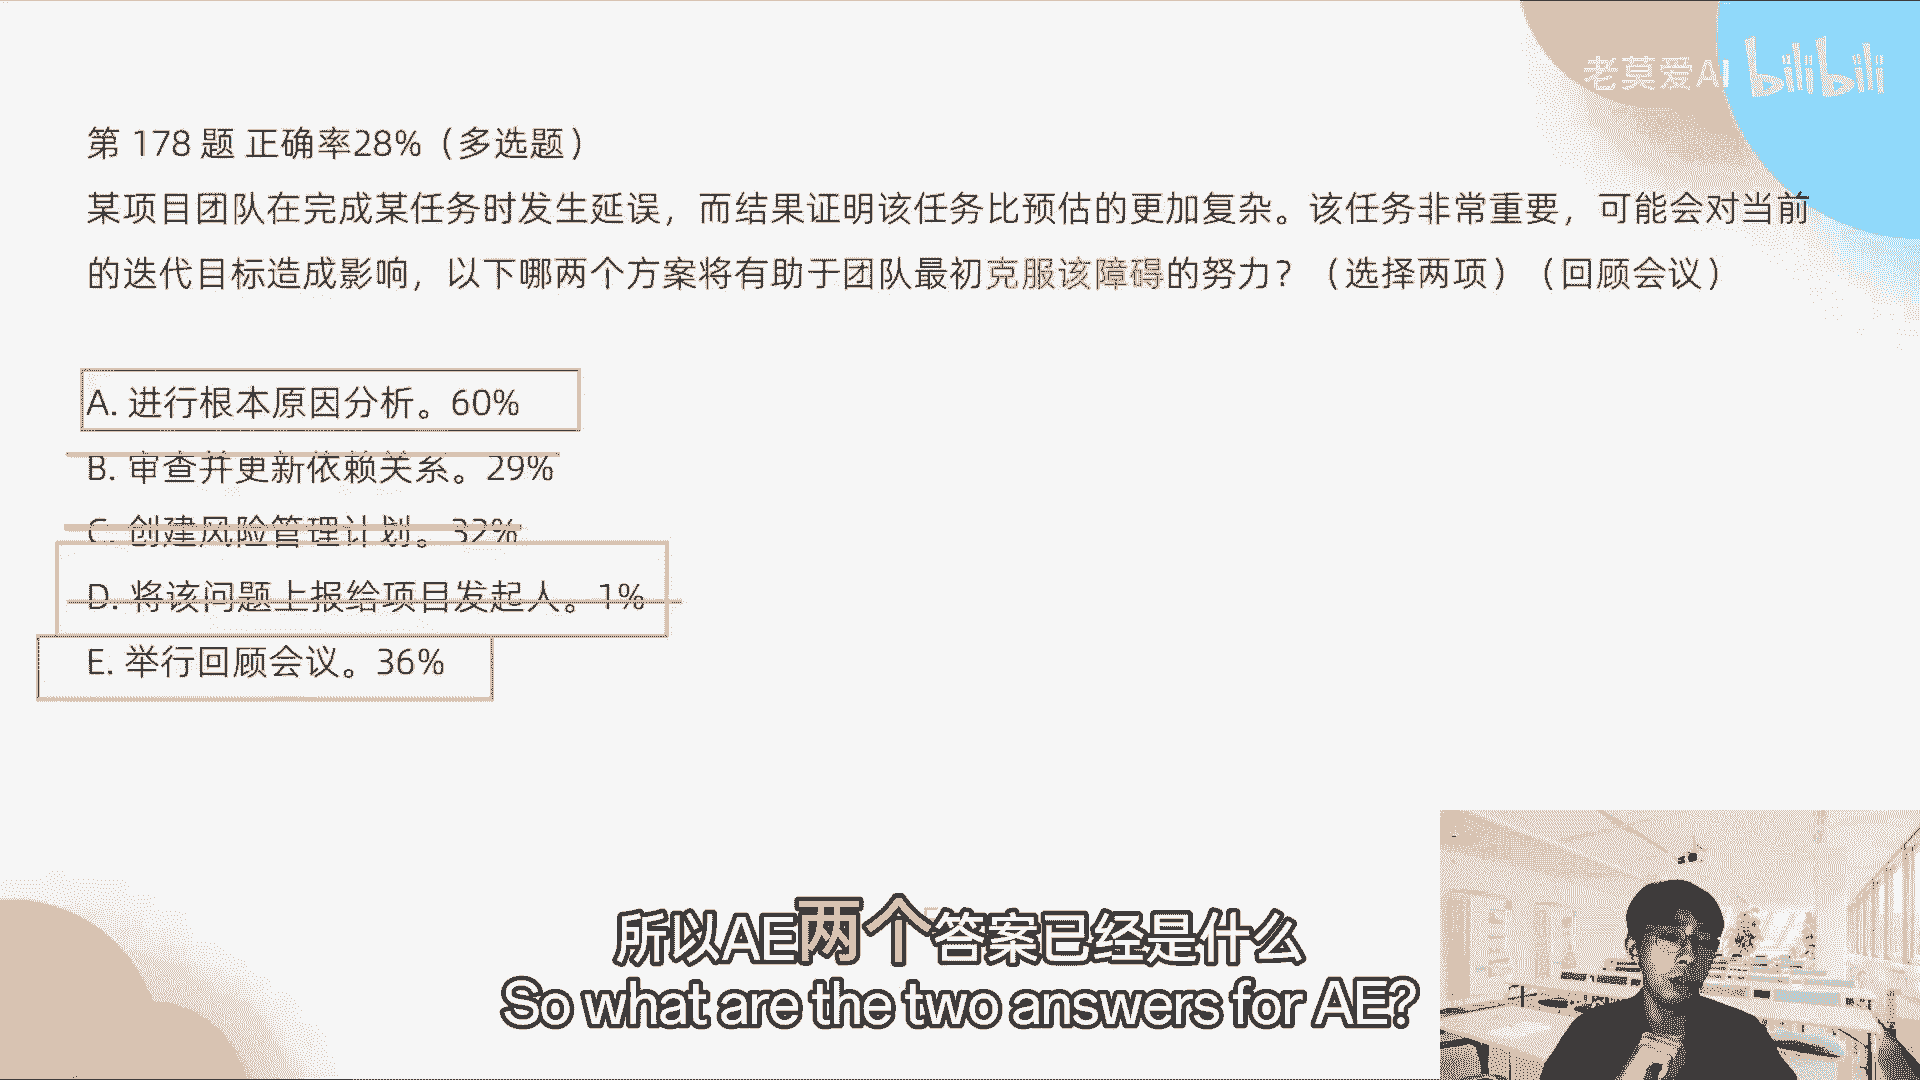 老莫爱AI bilibili
第 178 题 正确率28%（多选题）
某项目团队在完成某任务时发生延误，而结果证明该任务比预估的更加复杂。该任务非常重要，可能会对当前
的迭代目标造成影响，以下哪两个方案将有助于团队最初克服该障碍的努力？（选择两项）（回顾会议）
A. 进行根本原因分析。60%
B. 审查并更新依赖关系。29%
C. 创建风险管理计划。32%
D. 将该问题上报给项目发起人。1%
E. 举行回顾会议。36%
所以AE两个答案已经是什么
So what are the two answers for AE?